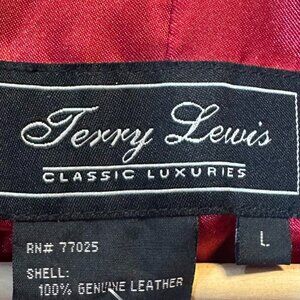 Terry Lewis
CLASSIC LUXURIES
L
RN# 77025
SHELL:
100% GENUINE LEATHER